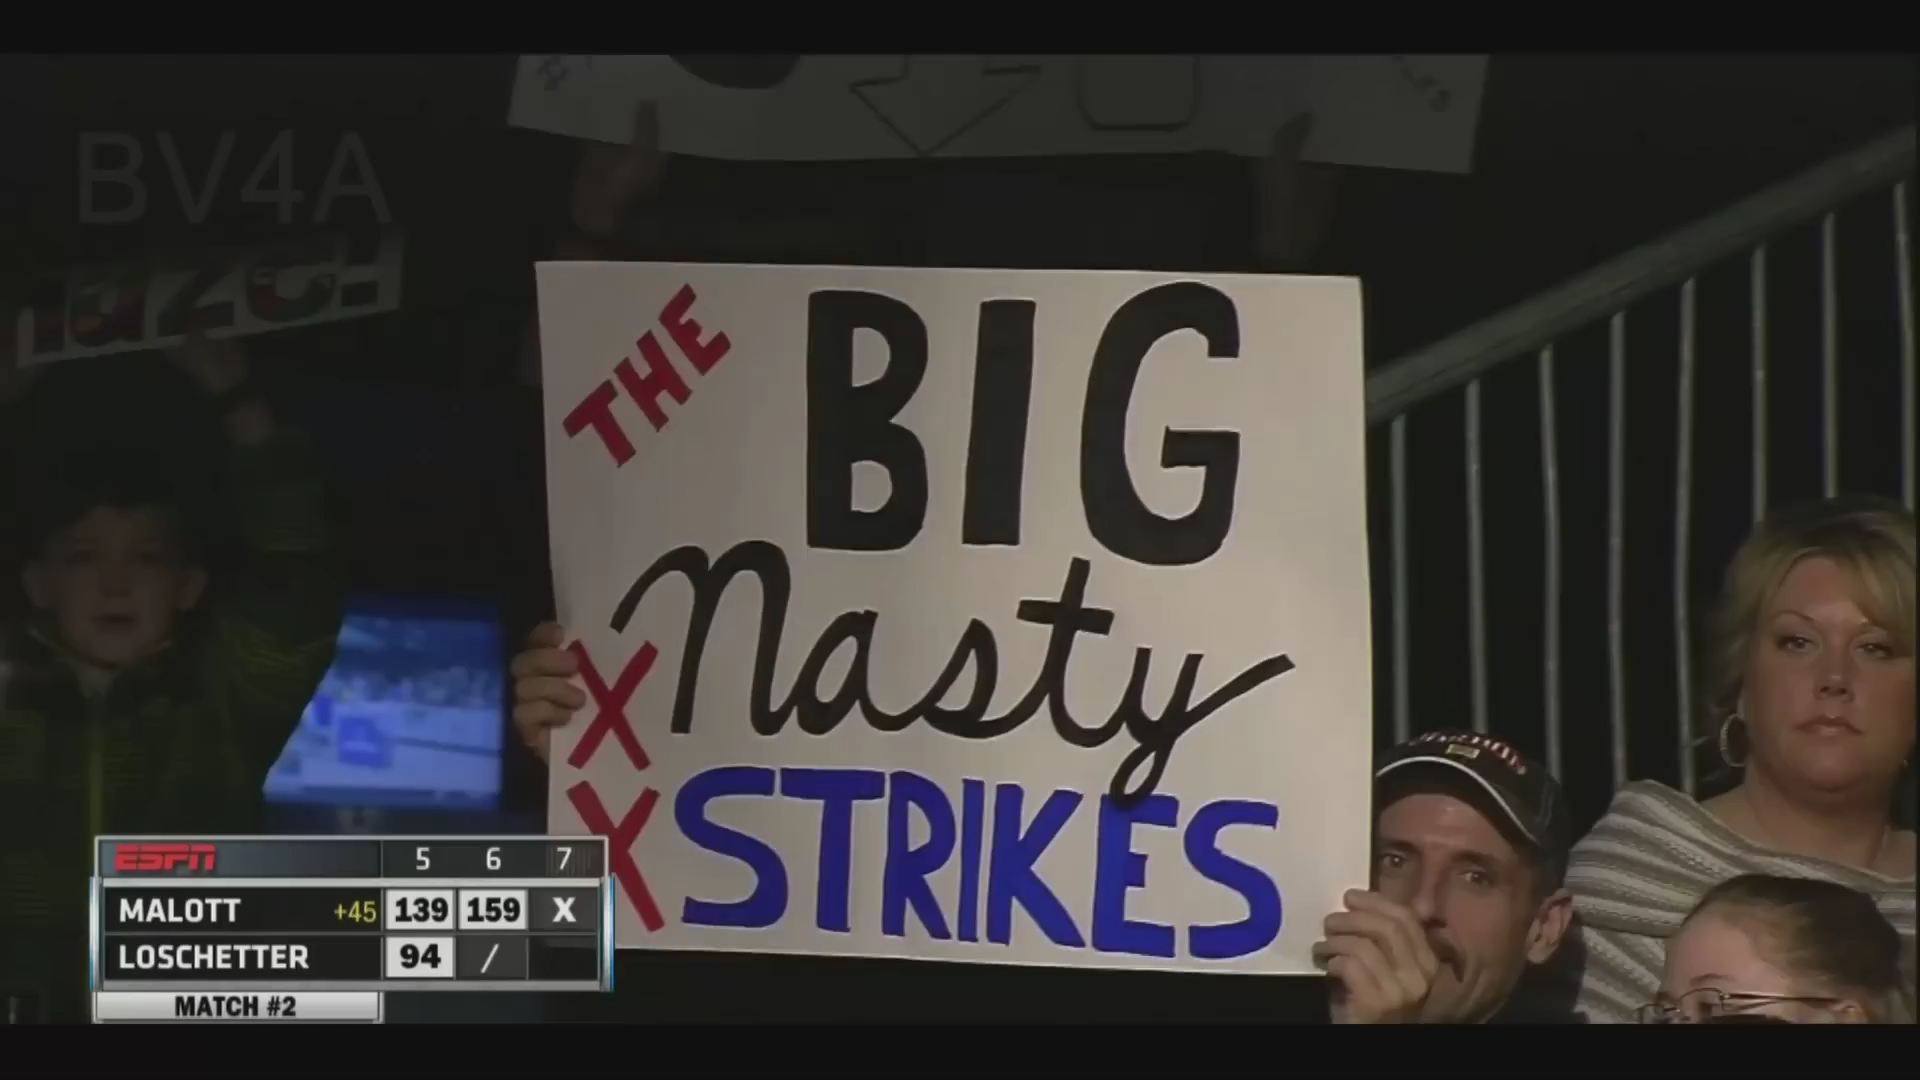 BV4A
THE BIG
Nasty
X
X STRIKES
ESPN 5 6 7
MALOTT +45 139 159 X
LOSCHETTER 94 /
MATCH #2